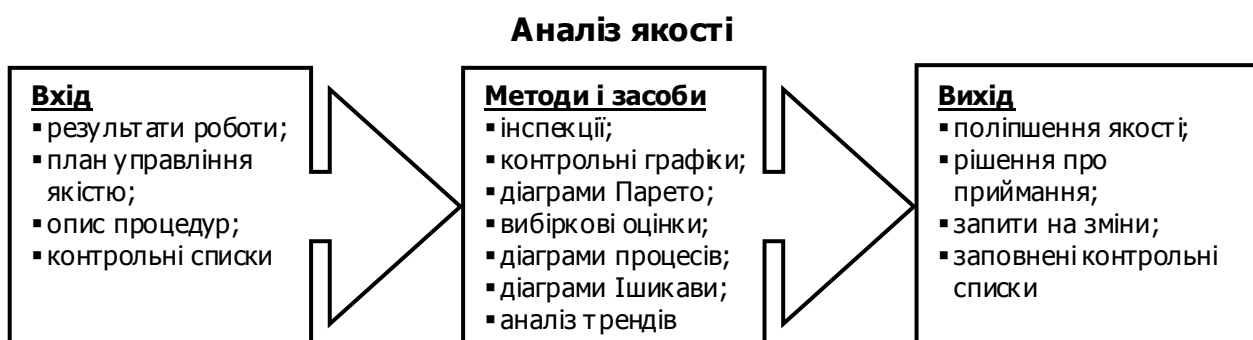 Аналіз якості
Вхід
▪ результати роботи;
▪ план управління
якістю;
▪ опис процедур;
▪ контрольні списки
Методи і засоби
▪ інспекції;
▪ контрольні графіки;
▪ діаграми Парето;
▪ вибіркові оцінки;
▪ діаграми процесів;
▪ діаграми Ішикави;
▪ аналіз трендів
Вихід
▪ поліпшення якості;
▪ рішення про
приймання;
▪ запити на зміни;
▪ заповнені контрольні
списки